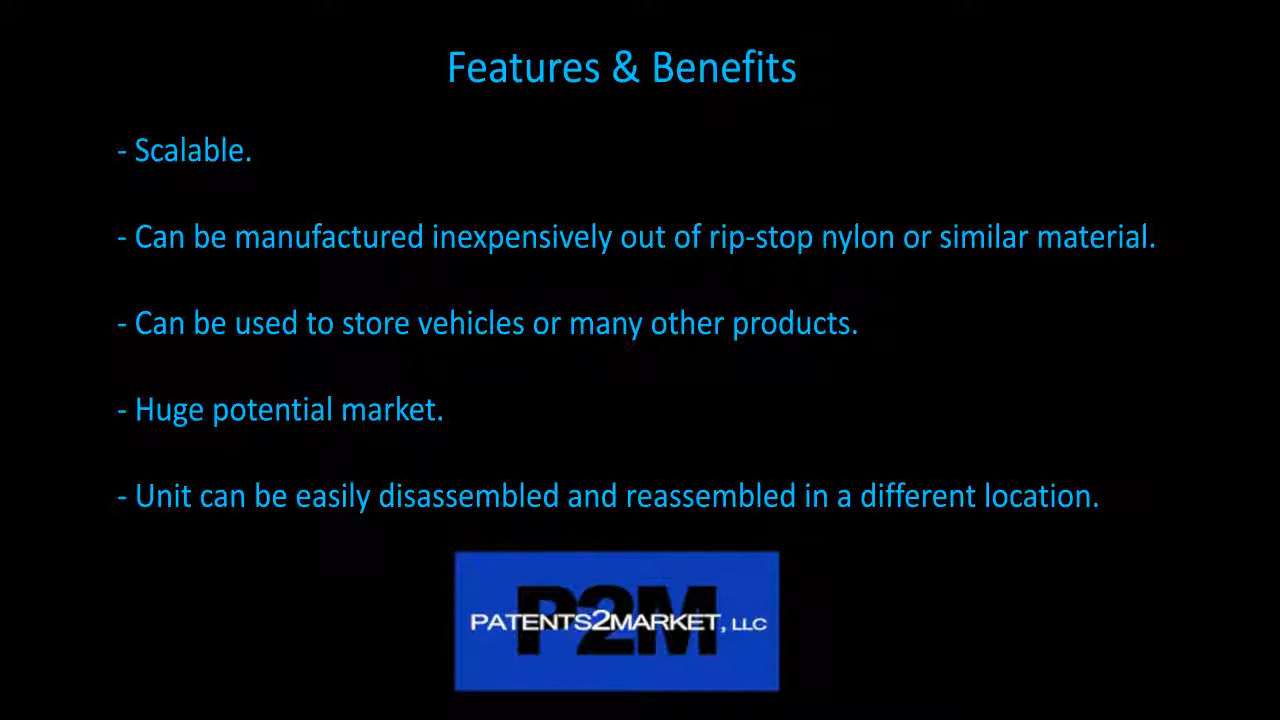 Features & Benefits
- Scalable.
- Can be manufactured inexpensively out of rip-stop nylon or similar material.
- Can be used to store vehicles or many other products.
- Huge potential market.
- Unit can be easily disassembled and reassembled in a different location.
P2M
PATENTS2MARKET, LLC